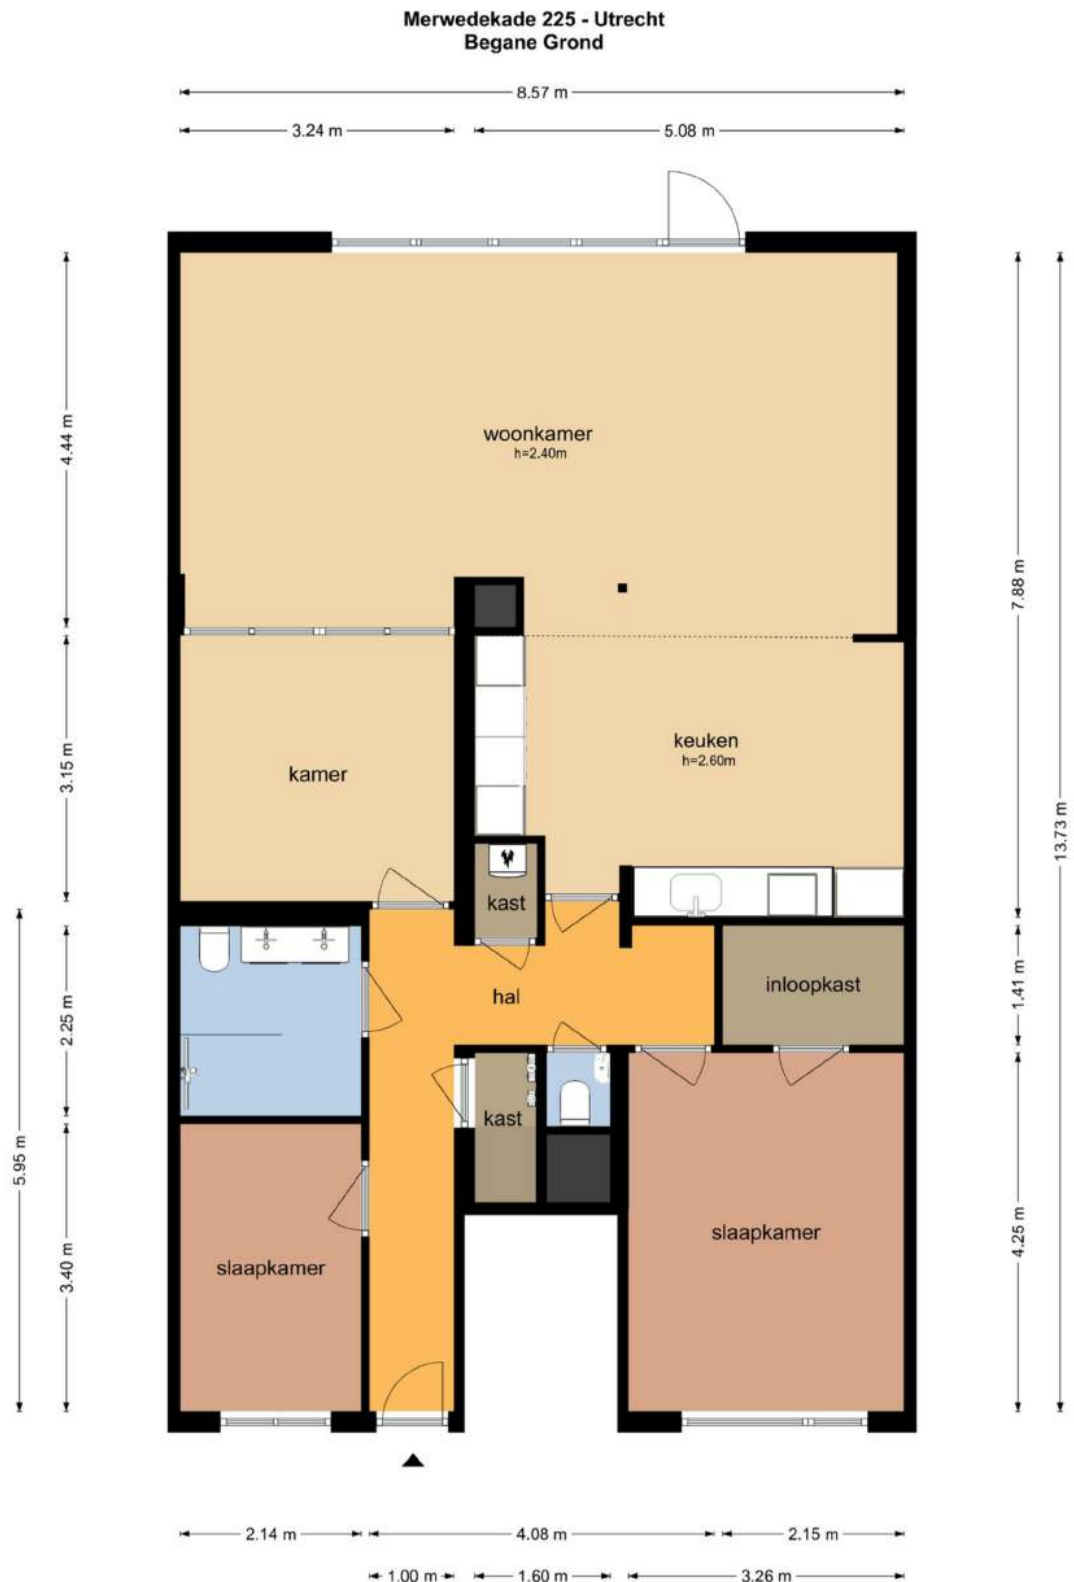 Merwedekade 225 - Utrecht
Begane Grond
8.57 m
3.24 m
5.08 m
4.44 m
woonkamer
h=2.40m
7.88 m
3.15 m
kamer
keuken
h=2.60m
13.73 m
kast
hal
inloopkast
1.41 m
2.25 m
kast
5.95 m
3.40 m
slaapkamer
slaapkamer
4.25 m
2.14 m
4.08 m
2.15 m
1.00 m
1.60 m
3.26 m